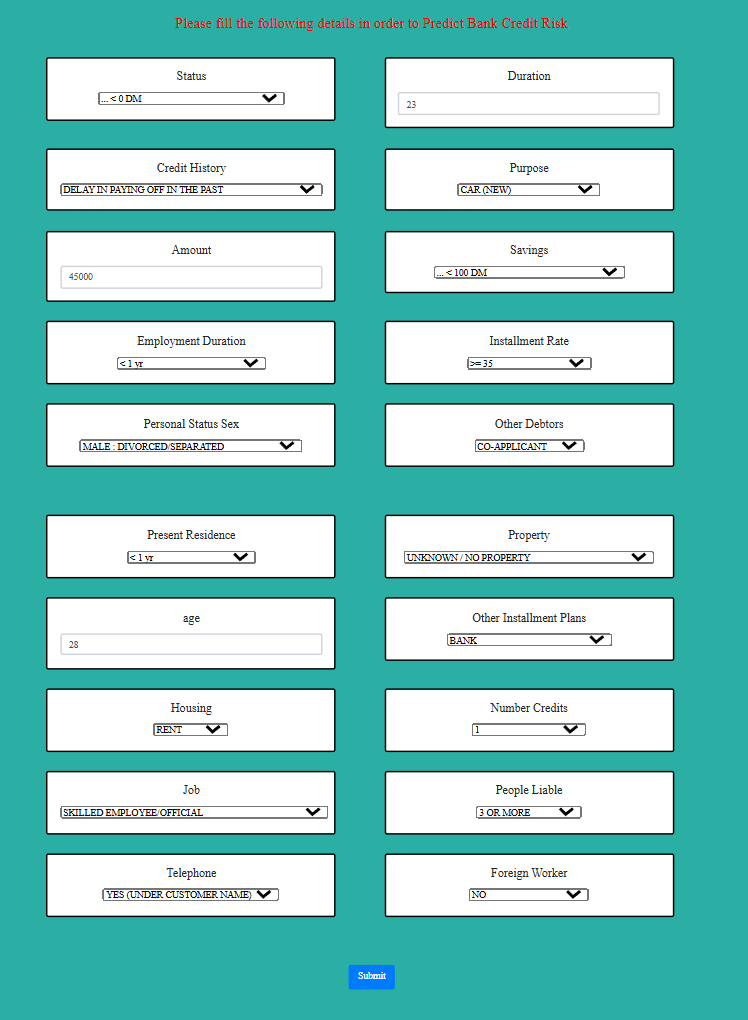 Please fill the following details in order to Predict Bank Credit Risk
Status
... < 0 DM
Duration
23
Credit History
DELAY IN PAYING OFF IN THE PAST
Purpose
CAR (NEW)
Amount
45000
Savings
... < 100 DM
Employment Duration
< 1 yr
Installment Rate
>= 35
Personal Status Sex
MALE : DIVORCED/SEPARATED
Other Debtors
CO-APPLICANT
Present Residence
< 1 yr
Property
UNKNOWN / NO PROPERTY
age
28
Other Installment Plans
BANK
Housing
RENT
Number Credits
1
Job
SKILLED EMPLOYEE/OFFICIAL
People Liable
3 OR MORE
Telephone
YES (UNDER CUSTOMER NAME)
Foreign Worker
NO
Submit